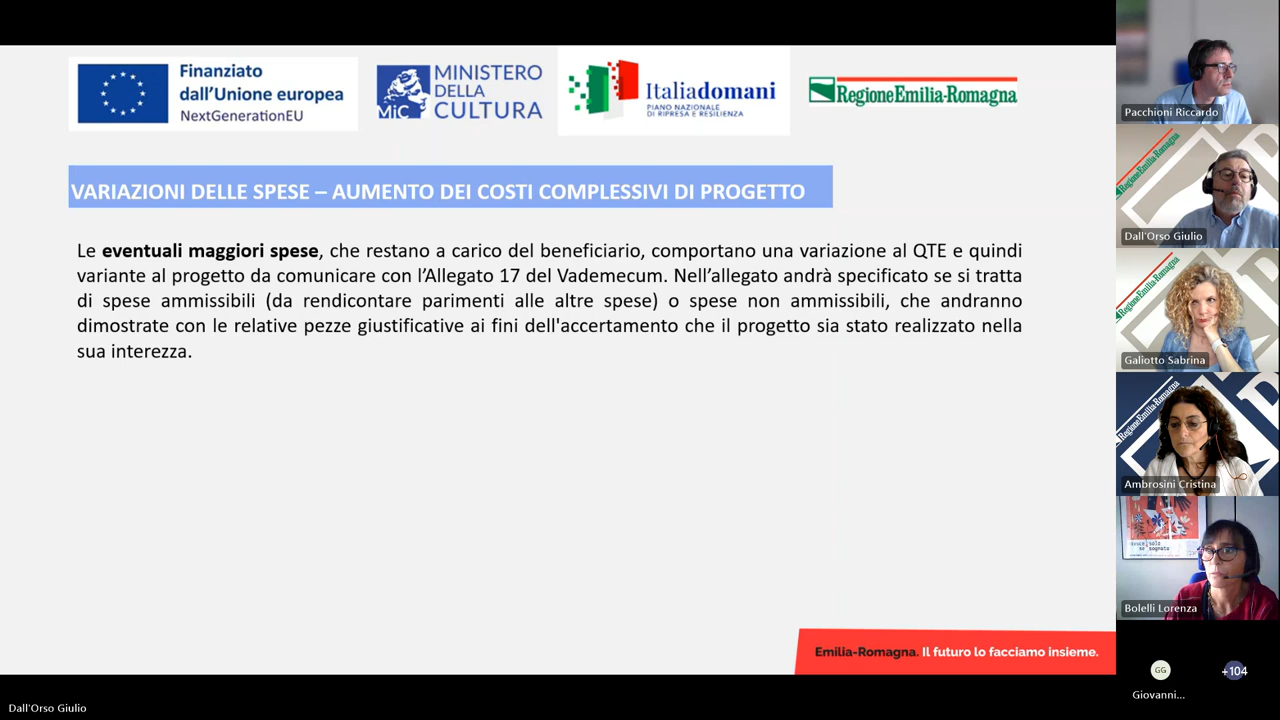 Finanziato
dall'Unione europea
NextGenerationEU
MiC
MINISTERO
DELLA
CULTURA
Italiadomani
PIANO NAZIONALE
DI RIPRESA E RESILIENZA
RegioneEmilia-Romagna
VARIAZIONI DELLE SPESE – AUMENTO DEI COSTI COMPLESSIVI DI PROGETTO
Le eventuali maggiori spese, che restano a carico del beneficiario, comportano una variazione al QTE e quindi
variante al progetto da comunicare con l’Allegato 17 del Vademecum. Nell’allegato andrà specificato se si tratta
di spese ammissibili (da rendicontare parimenti alle altre spese) o spese non ammissibili, che andranno
dimostrate con le relative pezze giustificative ai fini dell'accertamento che il progetto sia stato realizzato nella
sua interezza.
Emilia-Romagna. Il futuro lo facciamo insieme.
Dall'Orso Giulio
Pacchioni Riccardo
RegioneEmilia-Romagna
Dall'Orso Giulio
RegioneEmilia-Romagna
Galiotto Sabrina
RegioneEmilia-Romagna
Ambrosini Cristina
Bolelli Lorenza
GG
Giovanni...
+104